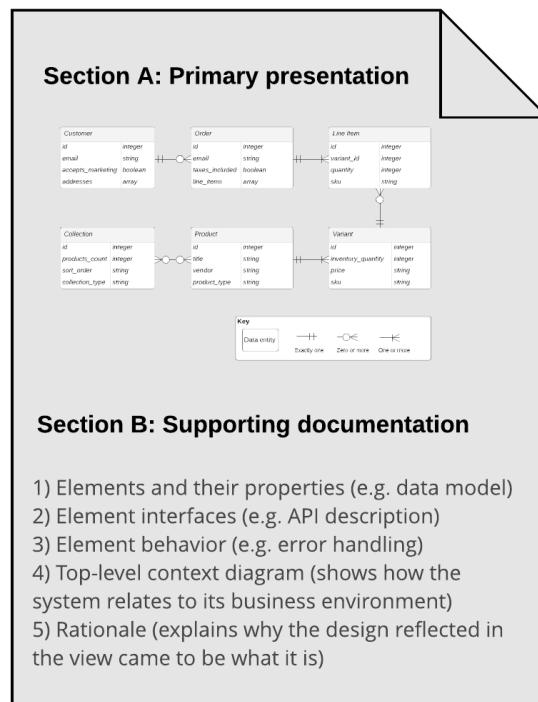 Section A: Primary presentation
Customer
id integer
email string
accepts_marketing boolean
addresses array
Order
id integer
email string
taxes_included boolean
line_items array
Line Item
id integer
variant_id integer
quantity integer
sku string
Collection
id integer
products_count integer
sort_order string
collection_type string
Product
id integer
title string
vendor string
product_type string
Variant
id integer
inventory_quantity integer
price string
sku string
Key
Data entity
Exactly one
Zero or more
One or more
Section B: Supporting documentation
1) Elements and their properties (e.g. data model)
2) Element interfaces (e.g. API description)
3) Element behavior (e.g. error handling)
4) Top-level context diagram (shows how the
system relates to its business environment)
5) Rationale (explains why the design reflected in
the view came to be what it is)